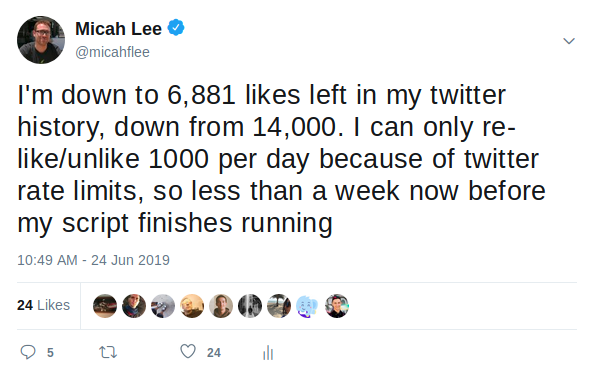 Micah Lee
@micahflee
I'm down to 6,881 likes left in my twitter
history, down from 14,000. I can only re-
like/unlike 1000 per day because of twitter
rate limits, so less than a week now before
my script finishes running
10:49 AM - 24 Jun 2019
24 Likes
5 24